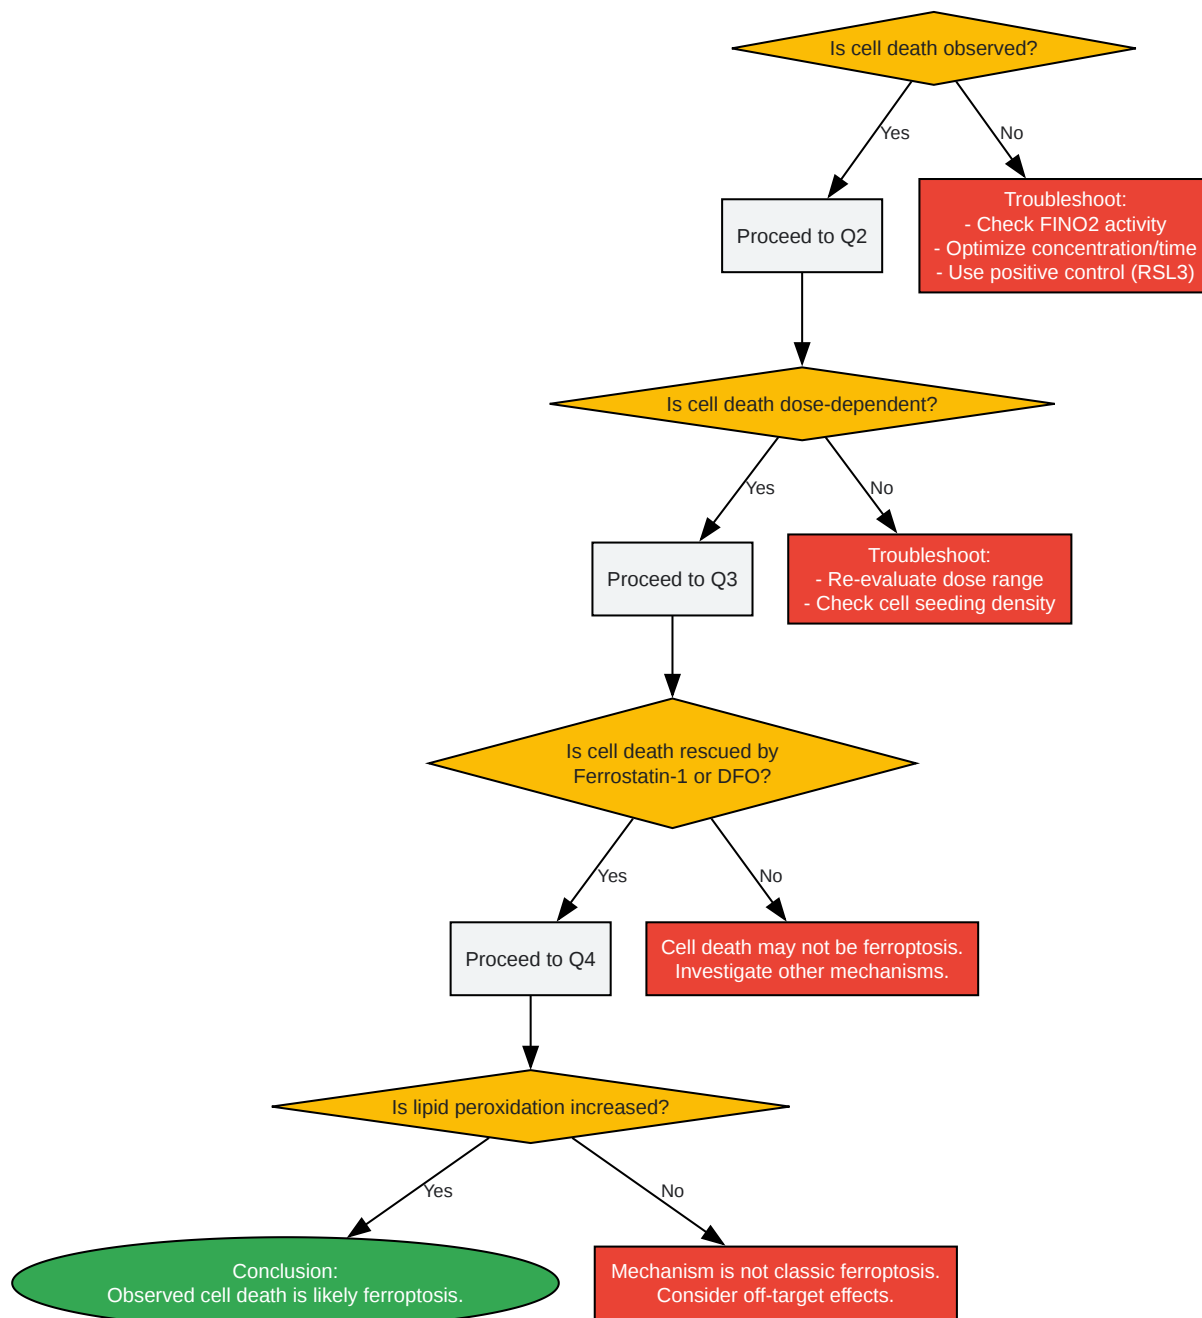 Is cell death observed?
Yes
No
Proceed to Q2
Troubleshoot:
- Check FINO2 activity
- Optimize concentration/time
- Use positive control (RSL3)
Is cell death dose-dependent?
Yes
No
Proceed to Q3
Troubleshoot:
- Re-evaluate dose range
- Check cell seeding density
Is cell death rescued by
Ferrostatin-1 or DFO?
Yes
No
Proceed to Q4
Cell death may not be ferroptosis.
Investigate other mechanisms.
Is lipid peroxidation increased?
Yes
No
Conclusion:
Observed cell death is likely ferroptosis.
Mechanism is not classic ferroptosis.
Consider off-target effects.